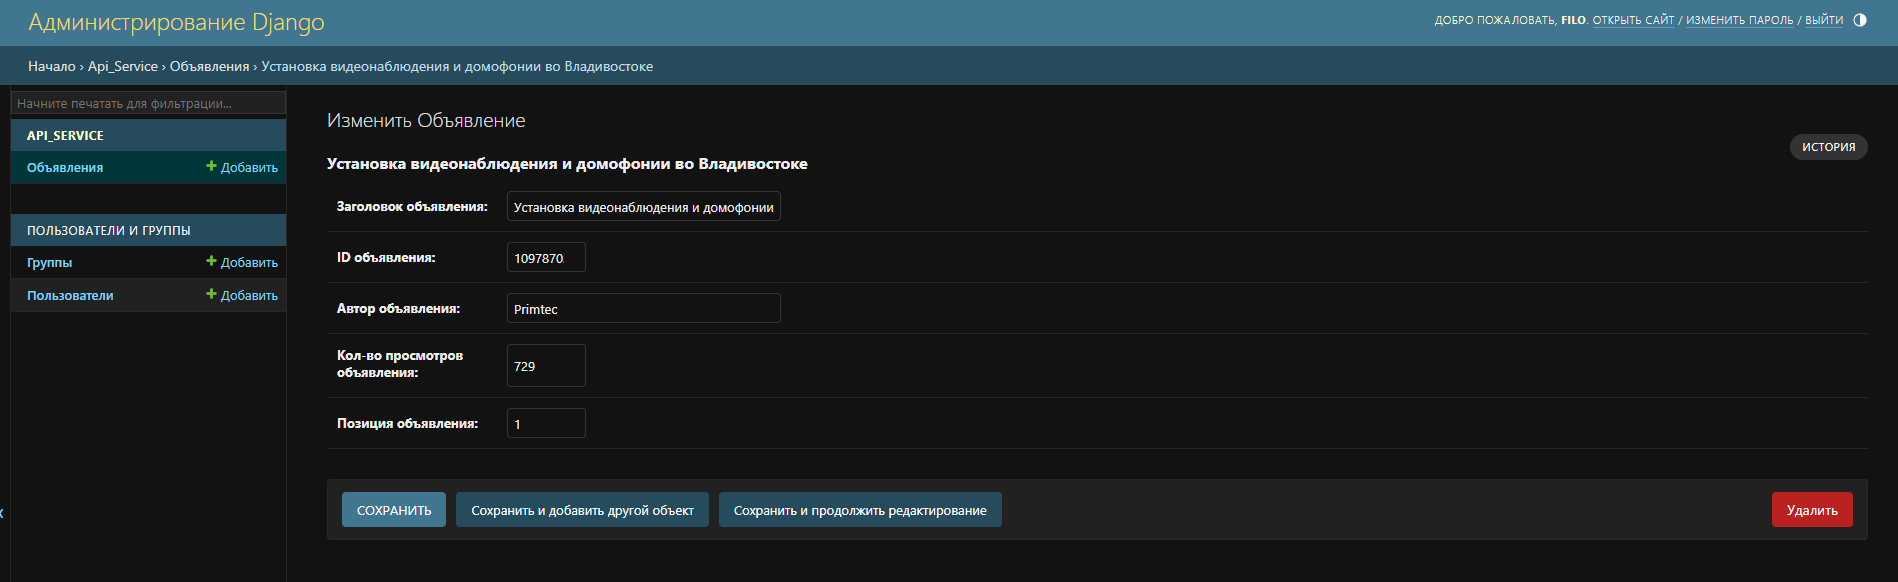 Администрирование Django
ДОБРО ПОЖАЛОВАТЬ, FILO. ОТКРЫТЬ САЙТ / ИЗМЕНИТЬ ПАРОЛЬ / ВЫЙТИ
Начало › Api_Service › Объявления › Установка видеонаблюдения и домофонии во Владивостоке
Начните печатать для фильтрации...
API_SERVICE
Объявления Добавить
ПОЛЬЗОВАТЕЛИ И ГРУППЫ
Группы Добавить
Пользователи Добавить
Изменить Объявление
ИСТОРИЯ
Установка видеонаблюдения и домофонии во Владивостоке
Заголовок объявления: Установка видеонаблюдения и домофонии
ID объявления: 1097870
Автор объявления: Primtec
Кол-во просмотров
объявления: 729
Позиция объявления: 1
СОХРАНИТЬ Сохранить и добавить другой объект Сохранить и продолжить редактирование Удалить